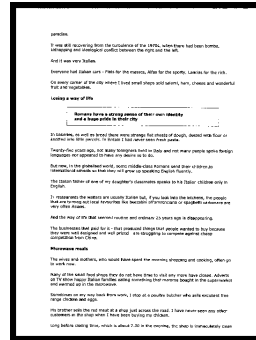 paradise.
It was still recovering from the turbulence of the 1970s, when there had been bombs,
kidnapping and ideological conflict between the right and the left.
And it was very Italian.
Everyone had Italian cars - Fiats for the masses, Alfas for the sporty, Lancias for the rich.
On every corner of the city where I lived small shops sold salami, ham, cheese and wonderful
fruit and vegetables.
Losing a way of life
Romans have a strong sense of their own identity
and a huge pride in their city
In bakeries, as well as bread there were strange flat sheets of dough, dusted with flour or
another are little parcels. In Britain I had never seen fresh pasta.
Twenty-five years ago, not many foreigners lived in Italy and not many people spoke foreign
languages nor appeared to have any desire to do.
But now, in the globalised world, some middle-class Romans send their children to
international schools so that they will grow up speaking English fluently.
The Italian father of one of my daughter's classmates speaks to his Italian children only in
English.
In restaurants the waiters are usually Italian but, if you look into the kitchens, the people
that are turning out local favourites like bucatini all'amatriciana or spaghetti carbonara are
very often Asians.
And the way of life that seemed routine and ordinary 25 years ago is disappearing.
The businesses that paid for it - that produced things that people wanted to buy because
they were well designed and well priced - are struggling to compete against cheap
competition from China.
Microwave meals
The wives and mothers, who would have spent the morning shopping and cooking, often go
to work now.
Many of the small food shops they do not have time to visit any more have closed. Adverts
on TV show happy families eating something that mamma bought in the supermarket
and warmed up in the microwave.
Sometimes on my way back from work, I stop at a poultry butcher who sells excellent free
range chicken and eggs.
His brother sells the red meat at a shop just across the road. I have never seen any other
customers in the shop when I have been buying my chicken.
Long before closing time, which is about 7.30 in the evening, the shop is immaculately clean